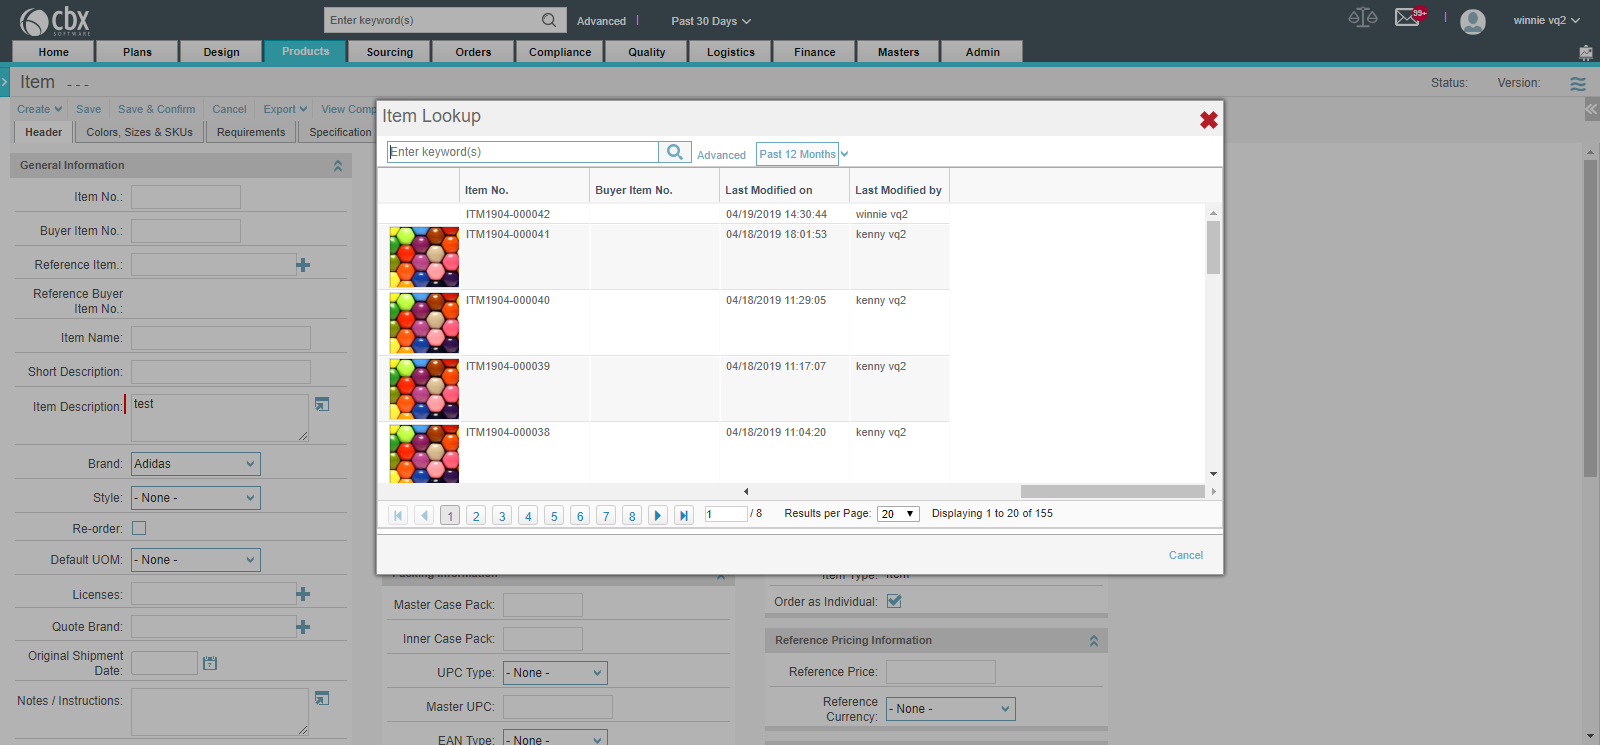 cbx
SOFTWARE
Enter keyword(s)
Advanced
Past 30 Days
99+
winnie vq2
Home
Plans
Design
Products
Sourcing
Orders
Compliance
Quality
Logistics
Finance
Masters
Admin
Item - - -
Status:
Version:
Create
Save
Save & Confirm
Cancel
Export
View Comp
Header
Colors, Sizes & SKUs
Requirements
Specification
General Information
Item No.:
Buyer Item No.:
Reference Item.:
Reference Buyer
Item No.:
Item Name:
Short Description:
Item Description:
test
Brand:
Adidas
Style:
- None -
Re-order:
Default UOM:
- None -
Licenses:
Quote Brand:
Original Shipment
Date:
7
Notes / Instructions:
Item Lookup
Enter keyword(s)
Advanced
Past 12 Months
Item No.
Buyer Item No.
Last Modified on
Last Modified by
ITM1904-000042
04/19/2019 14:30:44
winnie vq2
ITM1904-000041
04/18/2019 18:01:53
kenny vq2
ITM1904-000040
04/18/2019 11:29:05
kenny vq2
ITM1904-000039
04/18/2019 11:17:07
kenny vq2
ITM1904-000038
04/18/2019 11:04:20
kenny vq2
1
2
3
4
5
6
7
8
1
/ 8
Results per Page:
20
Displaying 1 to 20 of 155
Cancel
Packing Information
Master Case Pack:
Inner Case Pack:
UPC Type:
- None -
Master UPC:
EAN Type:
- None -
Item Type:
Item
Order as Individual:
Reference Pricing Information
Reference Price:
Reference
Currency:
- None -